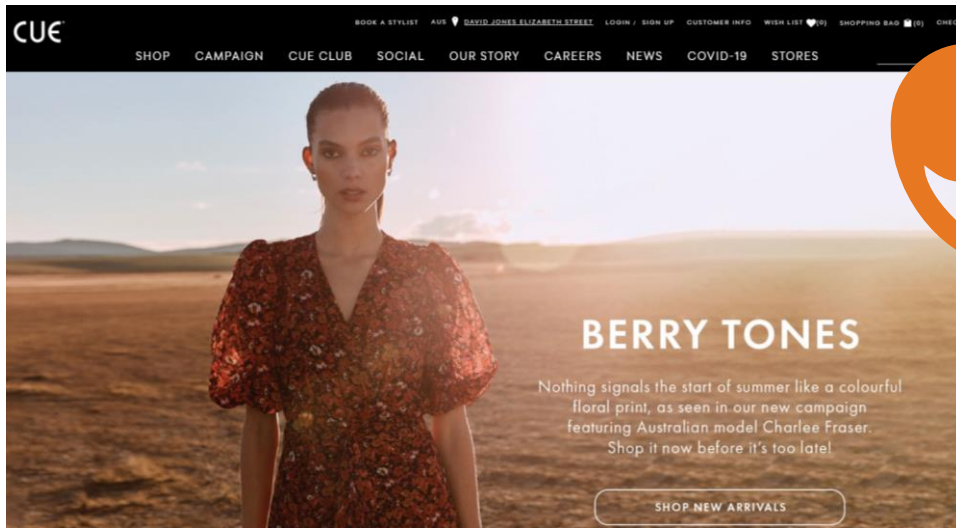 CUE
BOOK A STYLIST AUS DAVID JONES ELIZABETH STREET LOGIN / SIGN UP CUSTOMER INFO WISH LIST (0) SHOPPING BAG (0) CHEC
SHOP CAMPAIGN CUE CLUB SOCIAL OUR STORY CAREERS NEWS COVID-19 STORES
BERRY TONES
Nothing signals the start of summer like a colourful
floral print, as seen in our new campaign
featuring Australian model Charlee Fraser.
Shop it now before it's too late!
SHOP NEW ARRIVALS